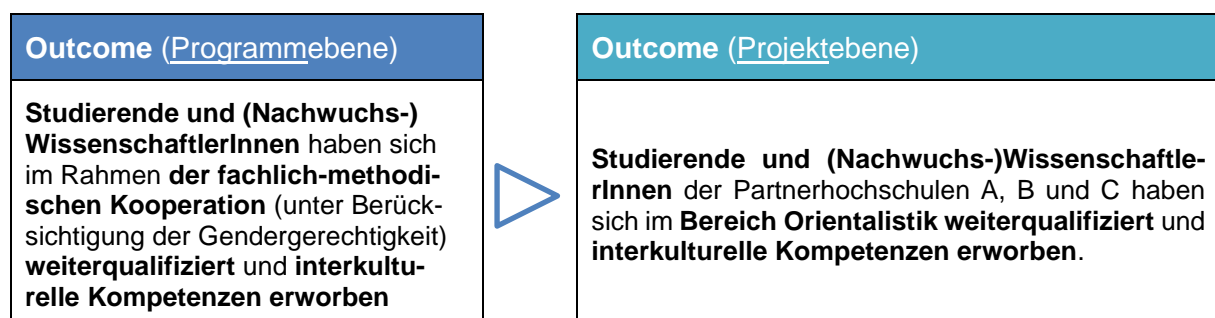 Outcome (Programmebene)
Studierende und (Nachwuchs-)
WissenschaftlerInnen haben sich
im Rahmen der fachlich-methodi-
schen Kooperation (unter Berück-
sichtigung der Gendergerechtigkeit)
weiterqualifiziert und interkultu-
relle Kompetenzen erworben
Outcome (Projektebene)
Studierende und (Nachwuchs-)Wissenschaftle-
rInnen der Partnerhochschulen A, B und C haben
sich im Bereich Orientalistik weiterqualifiziert und
interkulturelle Kompetenzen erworben.